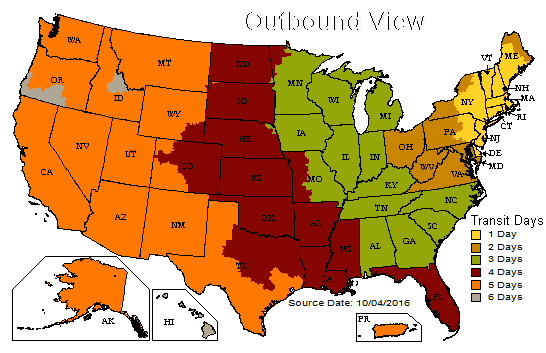 Outbound View
WA
MT
ND
MN
VT
ME
OR
ID
SD
WI
MI
NY
NH
MA
WY
NE
IA
PA
RI
CT
NV
UT
CO
IL
IN
OH
NJ
DE
MD
CA
KS
MO
WV
VA
KY
NC
TN
AZ
NM
OK
AR
SC
MS
AL
GA
TX
LA
FL
AK
HI
PR
Transit Days
1 Day
2 Days
3 Days
4 Days
5 Days
6 Days
Source Date: 10/04/2016